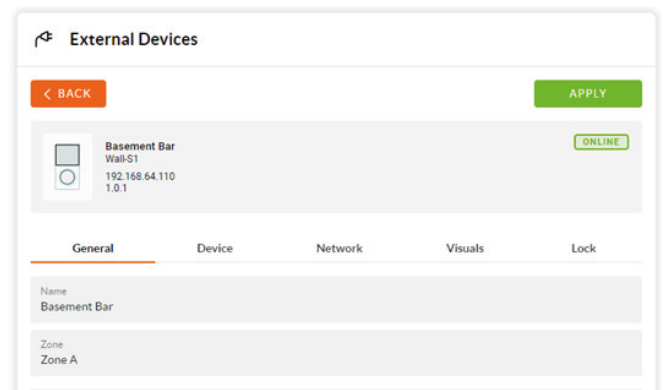 External Devices
BACK
APPLY
Basement Bar
Wall-S1
192.168.64.110
1.0.1
ONLINE
General Device Network Visuals Lock
Name
Basement Bar
Zone
Zone A